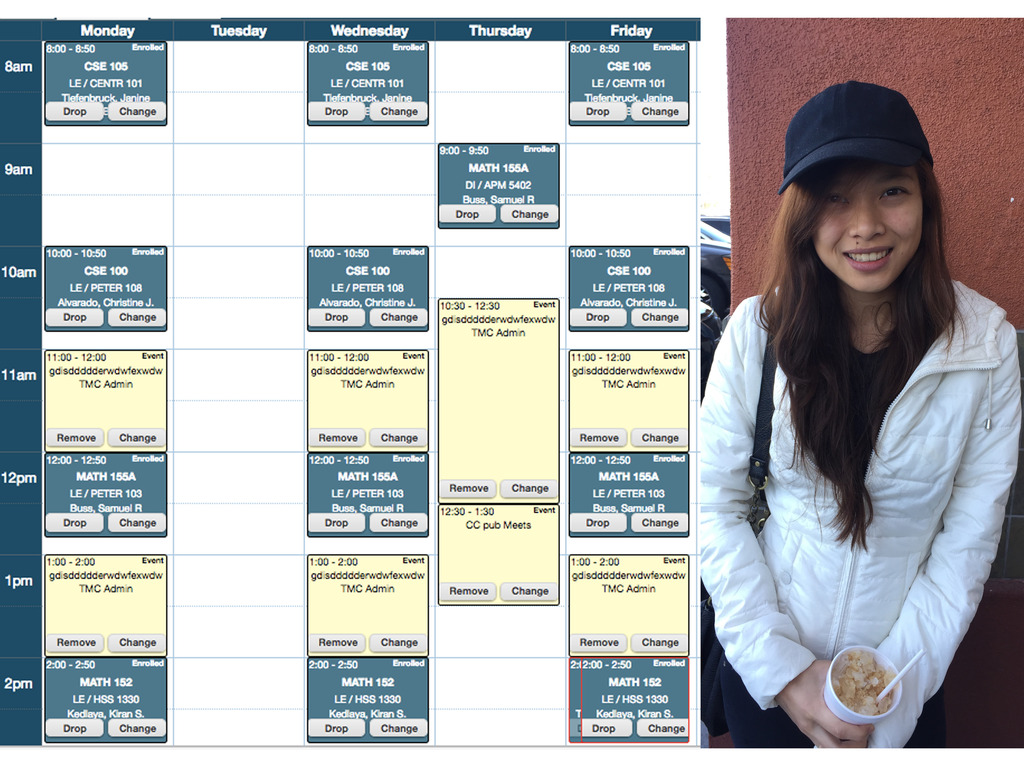 Monday Tuesday Wednesday Thursday Friday
8am
8:00 - 8:50 Enrolled
CSE 105
LE / CENTR 101
Tiefenbruck, Janine
Drop Change
8:00 - 8:50 Enrolled
CSE 105
LE / CENTR 101
Tiefenbruck, Janine
Drop Change
8:00 - 8:50 Enrolled
CSE 105
LE / CENTR 101
Tiefenbruck, Janine
Drop Change
9am
9:00 - 9:50 Enrolled
MATH 155A
DI / APM 5402
Buss, Samuel R
Drop Change
10am
10:00 - 10:50 Enrolled
CSE 100
LE / PETER 108
Alvarado, Christine J.
Drop Change
10:00 - 10:50 Enrolled
CSE 100
LE / PETER 108
Alvarado, Christine J.
Drop Change
10:00 - 10:50 Enrolled
CSE 100
LE / PETER 108
Alvarado, Christine J.
Drop Change
10:30 - 12:30 Event
gdisddddderwdwfexwdw
TMC Admin
Remove Change
11am
11:00 - 12:00 Event
gdisddddderwdwfexwdw
TMC Admin
Remove Change
11:00 - 12:00 Event
gdisddddderwdwfexwdw
TMC Admin
Remove Change
11:00 - 12:00 Event
gdisddddderwdwfexwdw
TMC Admin
Remove Change
12pm
12:00 - 12:50 Enrolled
MATH 155A
LE / PETER 103
Buss, Samuel R
Drop Change
12:00 - 12:50 Enrolled
MATH 155A
LE / PETER 103
Buss, Samuel R
Drop Change
12:00 - 12:50 Enrolled
MATH 155A
LE / PETER 103
Buss, Samuel R
Drop Change
12:30 - 1:30 Event
CC pub Meets
Remove Change
1pm
1:00 - 2:00 Event
gdisddddderwdwfexwdw
TMC Admin
Remove Change
1:00 - 2:00 Event
gdisddddderwdwfexwdw
TMC Admin
Remove Change
1:00 - 2:00 Event
gdisddddderwdwfexwdw
TMC Admin
Remove Change
2pm
2:00 - 2:50 Enrolled
MATH 152
LE / HSS 1330
Kedlaya, Kiran S.
Drop Change
2:00 - 2:50 Enrolled
MATH 152
LE / HSS 1330
Kedlaya, Kiran S.
Drop Change
2:00 - 2:50 Enrolled
MATH 152
LE / HSS 1330
Kedlaya, Kiran S.
Drop Change